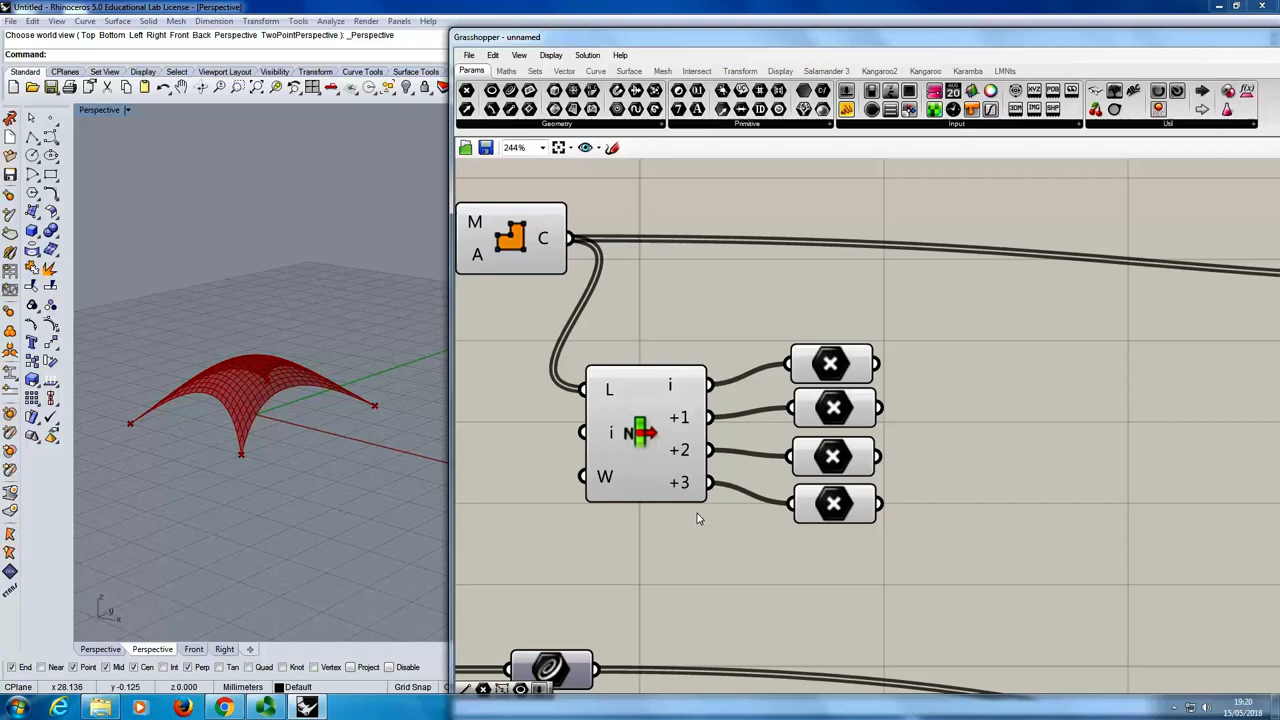 Untitled - Rhinoceros 5.0 Educational Lab License - [Perspective]
File Edit View Curve Surface Solid Mesh Dimension Transform Tools Analyze Render Panels Help
Choose world view ( Top Bottom Left Right Front Back Perspective TwoPointPerspective ): _Perspective
Command:
Standard CPlanes Set View Display Select Viewport Layout Visibility Transform Curve Tools Surface Tools
Perspective
Grasshopper - unnamed
File Edit View Display Solution Help
Params Maths Sets Vector Curve Surface Mesh Intersect Transform Display Salamander 3 Kangaroo2 Kangaroo Karamba LMNts
Geometry Primitive Input Util
244%
M
A
C
L
i
W
N
i
+1
+2
+3
z
y
x
Perspective Perspective Front Right
End Near Point Mid Cen Int Perp Tan Quad Knot Vertex Project Disable
CPlane x 28.136 y -0.125 z 0.000 Millimeters Default Grid Snap
19:20
15/05/2018